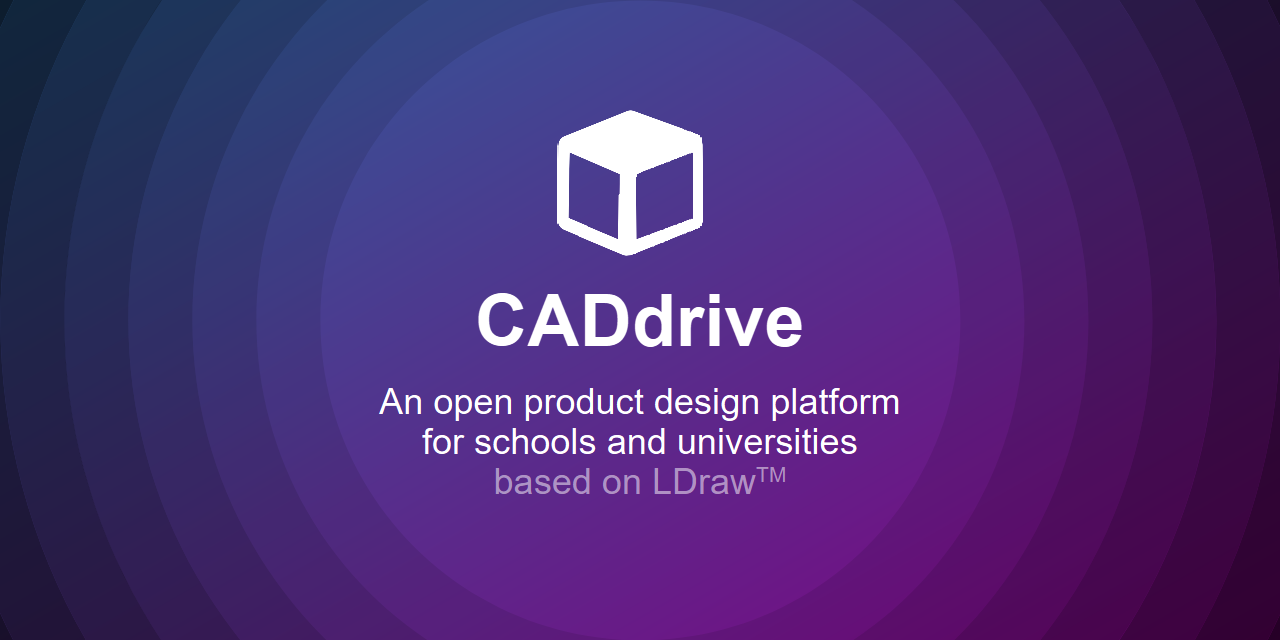 CADdrive
An open product design platform
for schools and universities
based on LDraw™